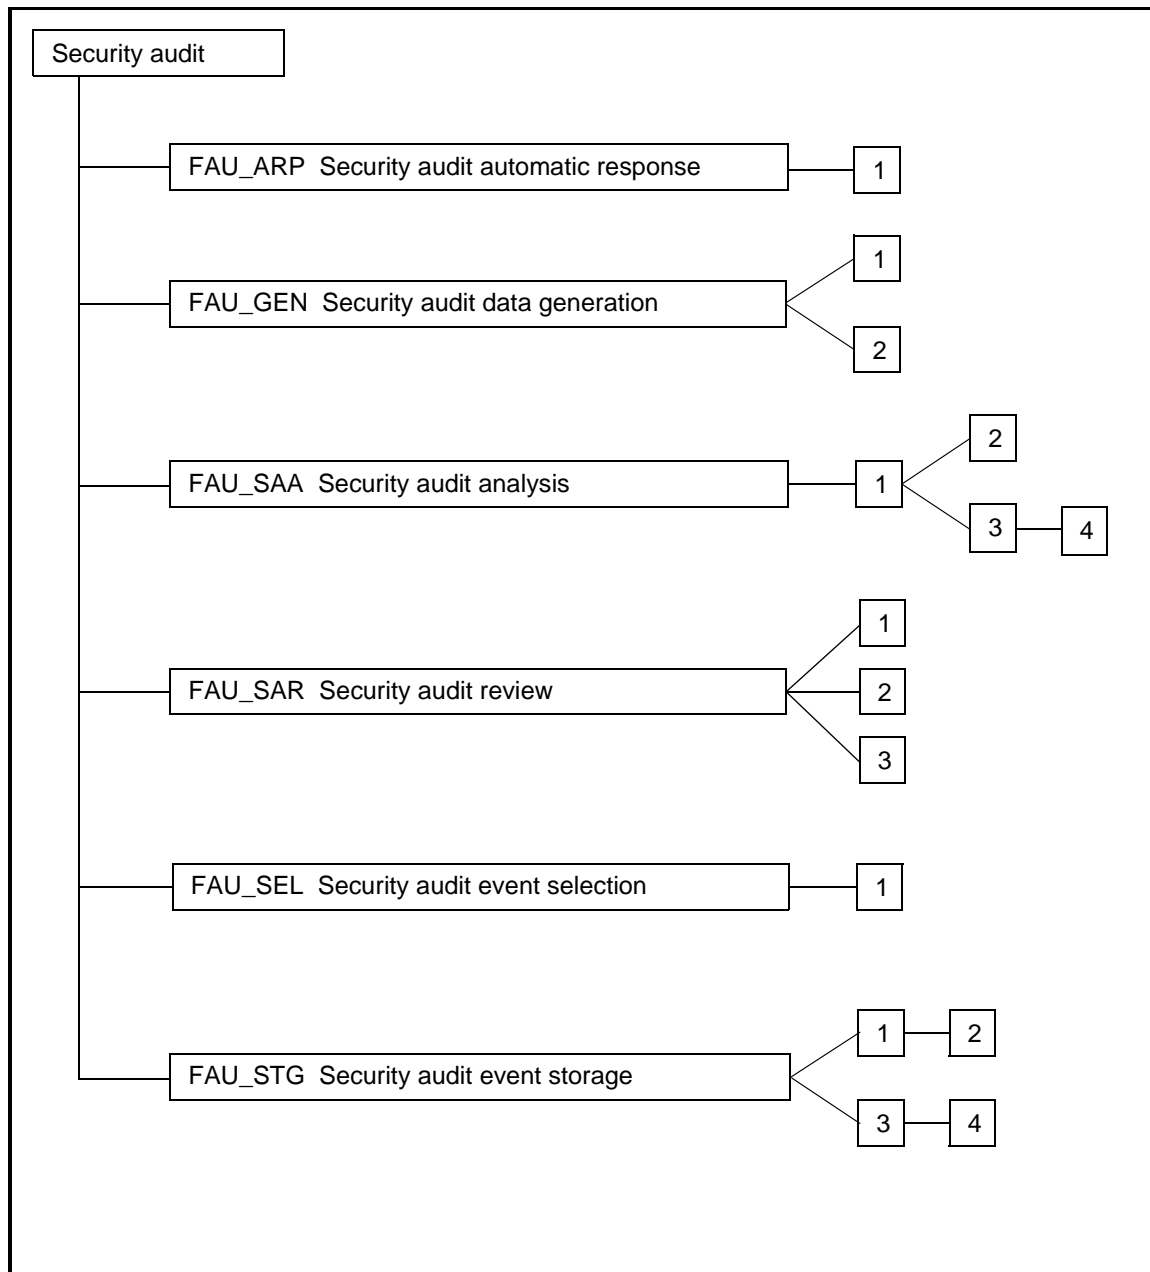 Security audit
FAU_ARP  Security audit automatic response
1
FAU_GEN  Security audit data generation
1
2
FAU_SAA  Security audit analysis
1
2
3
4
FAU_SAR  Security audit review
1
2
3
FAU_SEL  Security audit event selection
1
FAU_STG  Security audit event storage
1
2
3
4